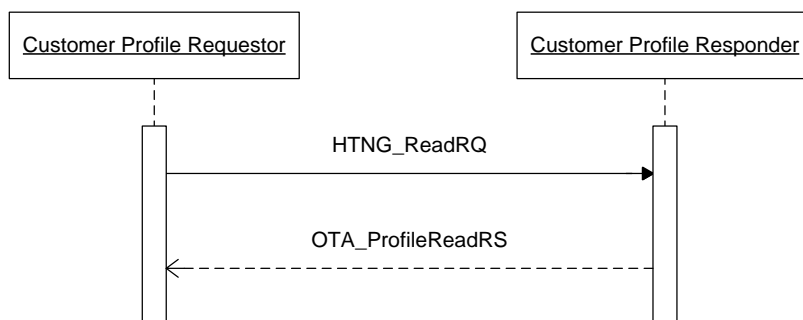 Customer Profile Requestor
Customer Profile Responder
HTNG_ReadRQ
OTA_ProfileReadRS